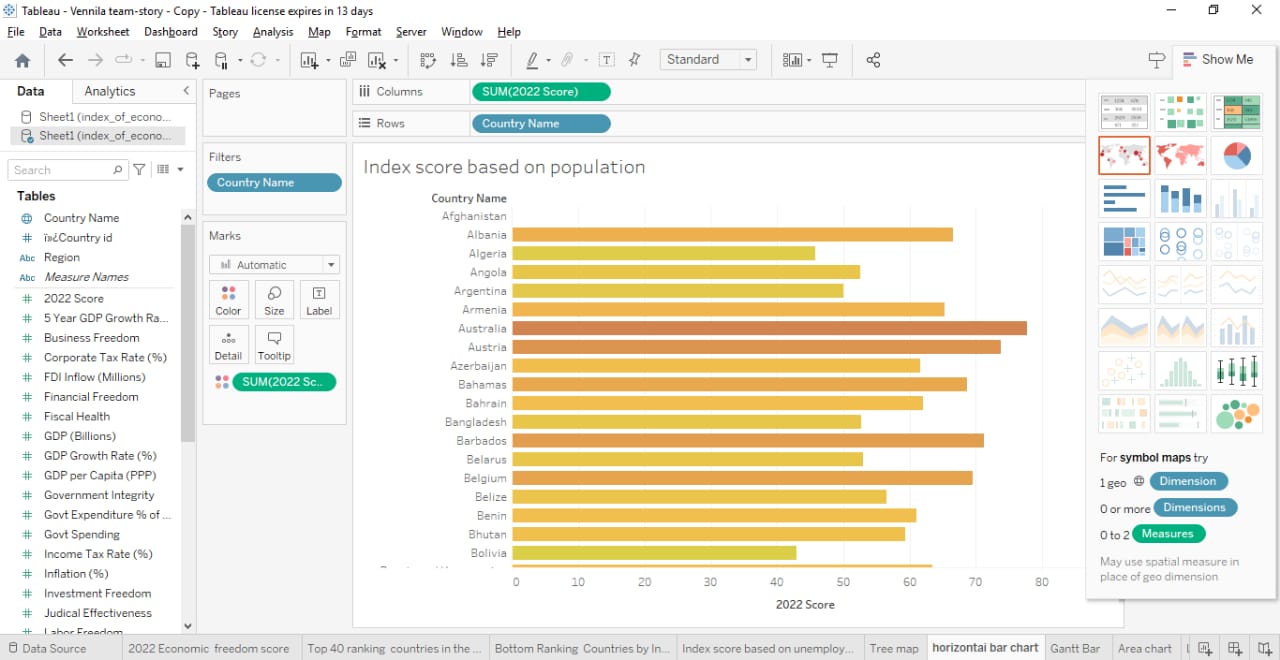 Tableau - Vennila team-story - Copy - Tableau license expires in 13 days
File Data Worksheet Dashboard Story Analysis Map Format Server Window Help
Standard
Show Me
Data Analytics
Sheet1 (index_of_econo...
Sheet1 (index_of_econo...
Search
Tables
Country Name
ï»¿Country id
Region
Measure Names
2022 Score
5 Year GDP Growth Ra...
Business Freedom
Corporate Tax Rate (%)
FDI Inflow (Millions)
Financial Freedom
Fiscal Health
GDP (Billions)
GDP Growth Rate (%)
GDP per Capita (PPP)
Government Integrity
Govt Expenditure % of ...
Govt Spending
Income Tax Rate (%)
Inflation (%)
Investment Freedom
Judical Effectiveness
Labor Freedom
Pages
Filters
Country Name
Marks
Automatic
Color Size Label
Detail Tooltip
SUM(2022 Sc..
Columns SUM(2022 Score)
Rows Country Name
Index score based on population
Country Name
Afghanistan
Albania
Algeria
Angola
Argentina
Armenia
Australia
Austria
Azerbaijan
Bahamas
Bahrain
Bangladesh
Barbados
Belarus
Belgium
Belize
Benin
Bhutan
Bolivia
0 10 20 30 40 50 60 70 80
2022 Score
For symbol maps try
1 geo Dimension
0 or more Dimensions
0 to 2 Measures
May use spatial measure in
place of geo dimension
Data Source 2022 Economic freedom score Top 40 ranking countries in the ... Bottom Ranking Countries by In... Index score based on unemploy... Tree map horizontai bar chart Gantt Bar Area chart